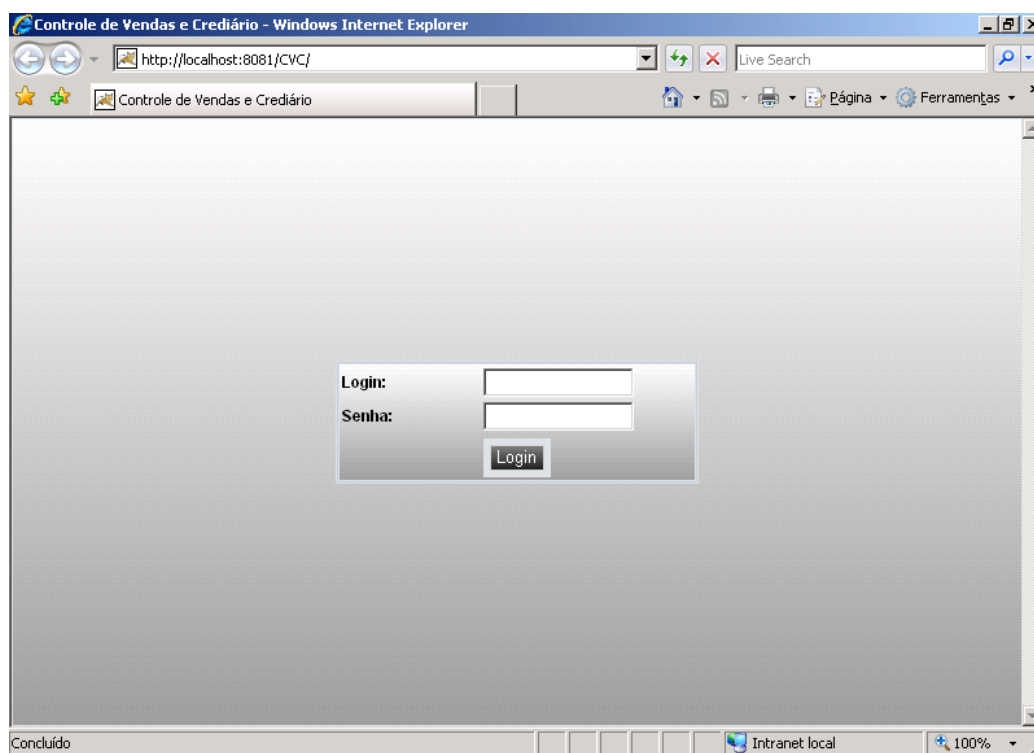 Controle de Vendas e Crediário - Windows Internet Explorer
http://localhost:8081/CVC/
Live Search
Controle de Vendas e Crediário
Página
Ferramentas
Login:
Senha:
Login
Concluído
Intranet local
100%